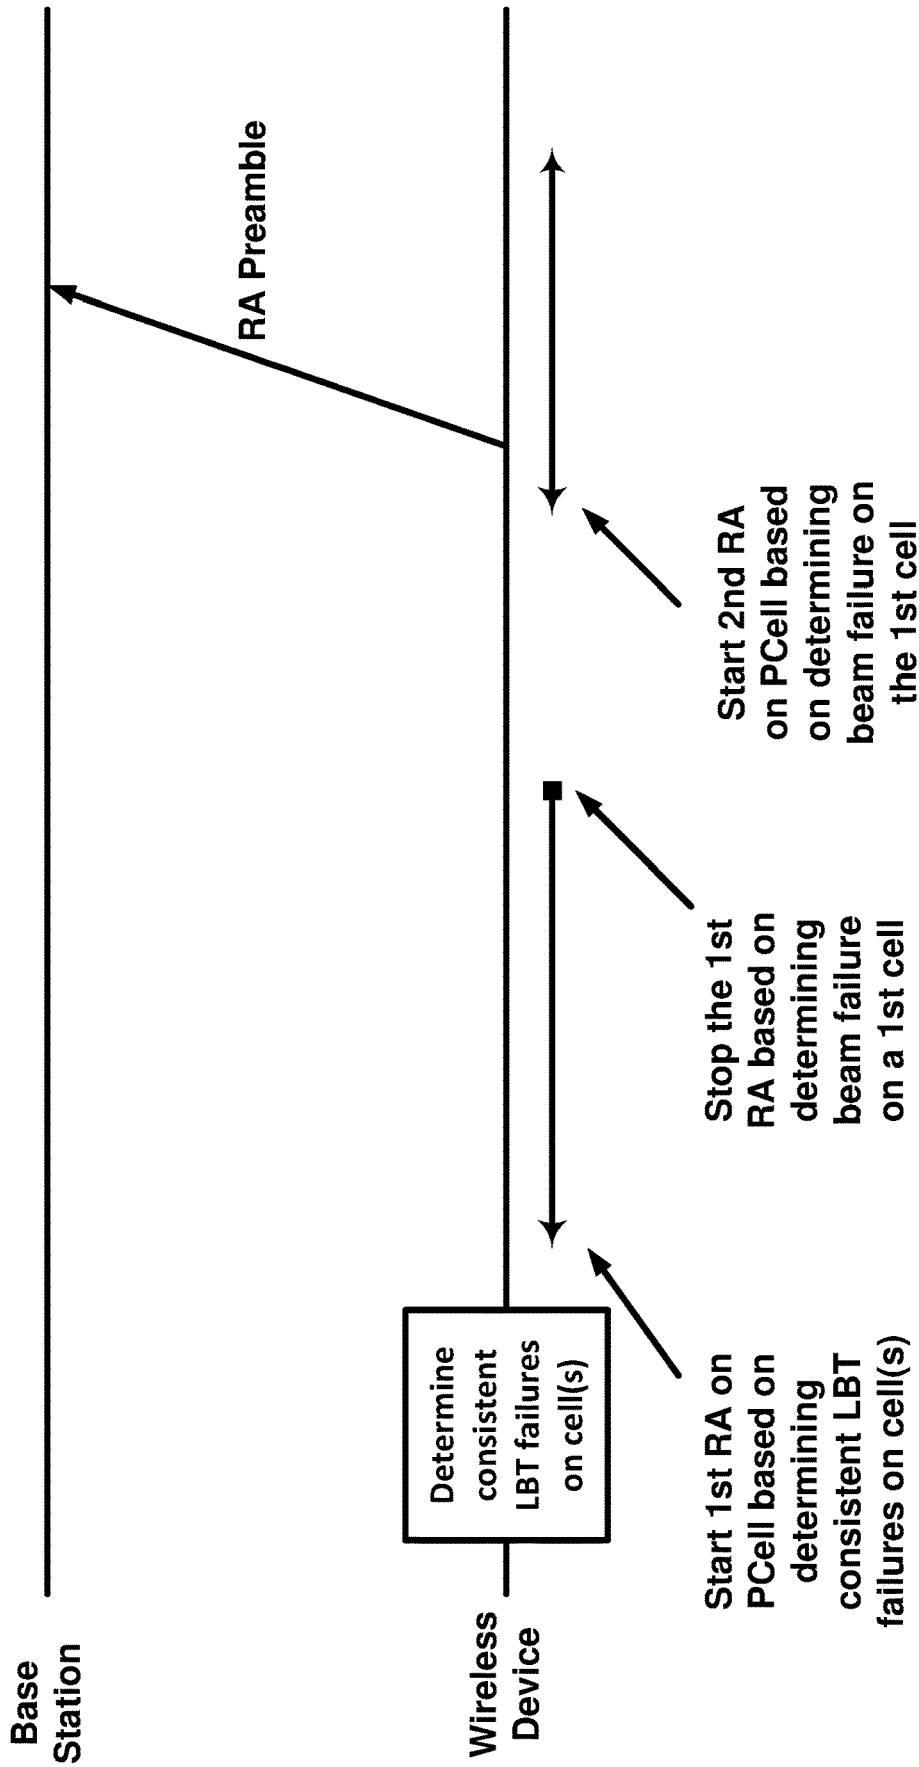 Base
Station
RA Preamble
Wireless
Device
Determine
consistent
LBT failures
on cell(s)
Start 1st RA on
PCell based on
determining
consistent LBT
failures on cell(s)
Stop the 1st
RA based on
determining
beam failure
on a 1st cell
Start 2nd RA
on PCell based
on determining
beam failure on
the 1st cell